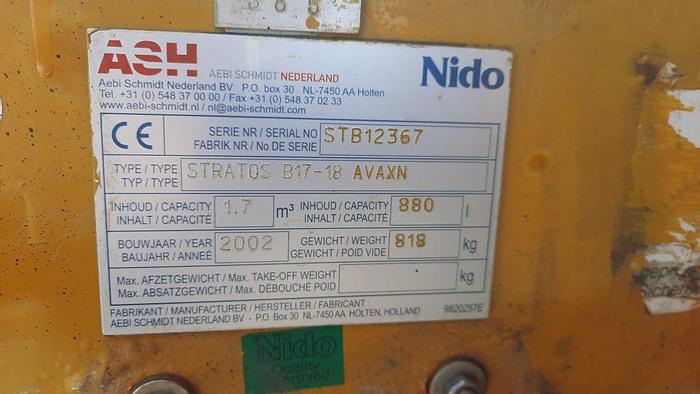 385
ASH AEBI SCHMIDT NEDERLAND Nido
Aebi Schmidt Nederland BV P.O. box 30 NL-7450 AA Holten
Tel. +31 (0) 548 37 00 00 / Fax +31 (0) 548 37 02 33
www.aebi-schmidt.nl / nl@aebi-schmidt.com
CE
SERIE NR / SERIAL NO STB12367
FABRIK NR / No DE SERIE
TYPE / TYPE STRATOS B17-18 AVAXN
TYP / TYPE
INHOUD / CAPACITY 1.7 m³ INHOUD / CAPACITY 880 l
INHALT / CAPACITÉ INHALT / CAPACITÉ
BOUWJAAR / YEAR 2002 GEWICHT / WEIGHT 818 kg
BAUJAHR / ANNEÉ GEWICHT / POID VIDE
Max. AFZETGEWICHT / Max. TAKE-OFF WEIGHT kg
Max. ABSATZGEWICHT / Max. DÉBOUCHÉ POID
FABRIKANT / MANUFACTURER / HERSTELLER / FABRICANT :
AEBI SCHMIDT NEDERLAND BV - P.O. Box 30 NL-7450 AA HOLTEN, HOLLAND 9820257E
Nido
Quality
Approved
geprü
Sicherhei